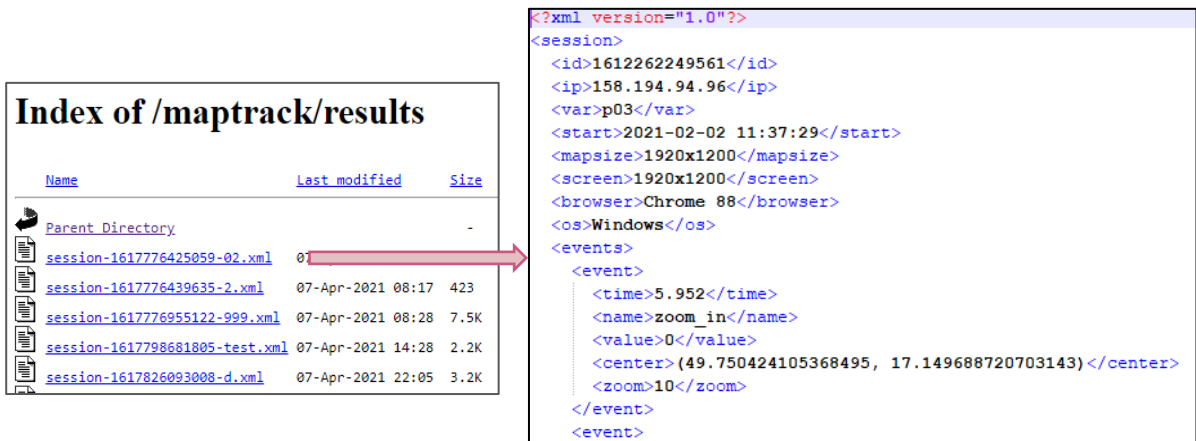 Index of /maptrack/results
Name Last modified Size
Parent Directory -
session-1617776425059-02.xml 07
session-1617776439635-2.xml 07-Apr-2021 08:17 423
session-1617776955122-999.xml 07-Apr-2021 08:28 7.5K
session-1617798681805-test.xml 07-Apr-2021 14:28 2.2K
session-1617826093008-d.xml 07-Apr-2021 22:05 3.2K
<?xml version="1.0"?>
<session>
<id>1612262249561</id>
<ip>158.194.94.96</ip>
<var>p03</var>
<start>2021-02-02 11:37:29</start>
<mapsize>1920x1200</mapsize>
<screen>1920x1200</screen>
<browser>Chrome 88</browser>
<os>Windows</os>
<events>
<event>
<time>5.952</time>
<name>zoom_in</name>
<value>0</value>
<center>(49.750424105368495, 17.149688720703143)</center>
<zoom>10</zoom>
</event>
<event>